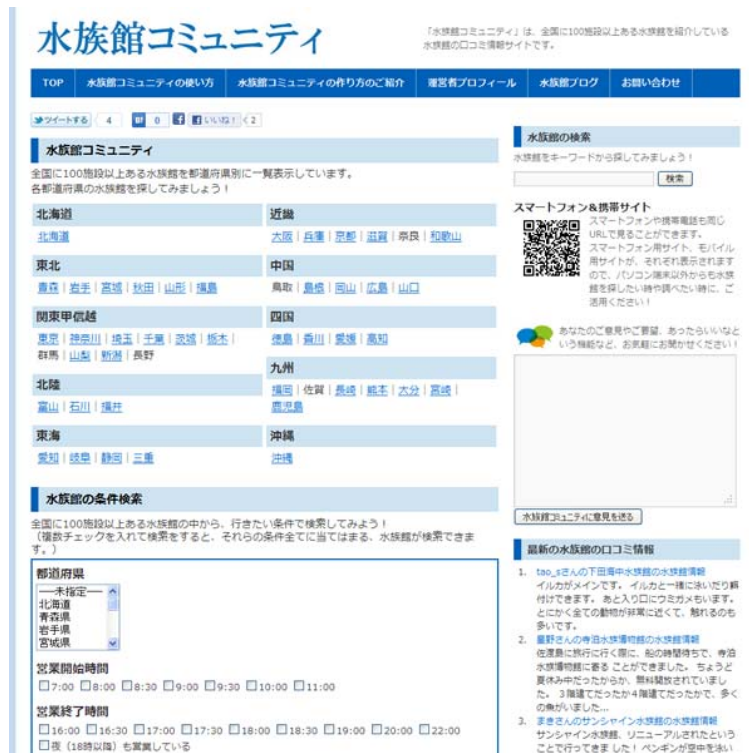 水族館コミュニティ
「水族館コミュニティ」は、全国に100施設以上ある水族館を紹介している
水族館の口コミ情報サイトです。
TOP 水族館コミュニティの使い方 水族館コミュニティの作り方のご紹介 運営者プロフィール 水族館ブログ お問い合わせ
ツイートする 4 B! 0 いいね! 2
水族館コミュニティ
全国に100施設以上ある水族館を都道府県別に一覧表示しています。
各都道府県の水族館を探してみましょう!
北海道
北海道
東北
青森 | 岩手 | 宮城 | 秋田 | 山形 | 福島
関東甲信越
東京 | 神奈川 | 埼玉 | 千葉 | 茨城 | 栃木 |
群馬 | 山梨 | 新潟 | 長野
北陸
富山 | 石川 | 福井
東海
愛知 | 岐阜 | 静岡 | 三重
近畿
大阪 | 兵庫 | 京都 | 滋賀 | 奈良 | 和歌山
中国
鳥取 | 島根 | 岡山 | 広島 | 山口
四国
徳島 | 香川 | 愛媛 | 高知
九州
福岡 | 佐賀 | 長崎 | 熊本 | 大分 | 宮崎 |
鹿児島
沖縄
沖縄
水族館の条件検索
全国に100施設以上ある水族館の中から、行きたい条件で検索してみよう!
(複数チェックを入れて検索をすると、それらの条件全てに当てはまる、水族館が検索できま
す。)
都道府県
──未指定──
北海道
青森県
岩手県
宮城県
営業開始時間
7:00 8:00 8:30 9:00 9:30 10:00 11:00
営業終了時間
16:00 16:30 17:00 17:30 18:00 18:30 19:00 20:00 22:00
夜(18時以降)も営業している
水族館の検索
水族館をキーワードから探してみましょう!
検索
スマートフォン&携帯サイト
スマートフォンや携帯電話も同じ
URLで見ることができます。
スマートフォン用サイト、モバイル
用サイトが、それぞれ表示されます
ので、パソコン端末以外からも水族
館を探したい時や調べたい時に、ご
活用ください!
あなたのご意見やご要望、あったらいいなと
いう機能など、お気軽にお聞かせください!
水族館コミュニティに意見を送る
最新の水族館の口コミ情報
1. tao_sさんの下田海中水族館の水族館情報
イルカがメインです。 イルカと一緒に泳いだり餌
付けできます。 あと入り口にウミガメもいます。
とにかく全ての動物が非常に近くて、触れるのも
多いです。
2. 星野さんの寺泊水族博物館の水族館情報
佐渡島に旅行に行く際に、船の時間待ちで、寺泊
水族博物館に寄る ことができました。 ちょうど
夏休み中だったからか、無料開放されていまし
た。 3階建てだったか4階建てだったかで、多く
の魚がいました...
3. まきさんのサンシャイン水族館の水族館情報
サンシャイン水族館、リニューアルされたという
ことで行ってきま した! ペンギンが空中を泳い